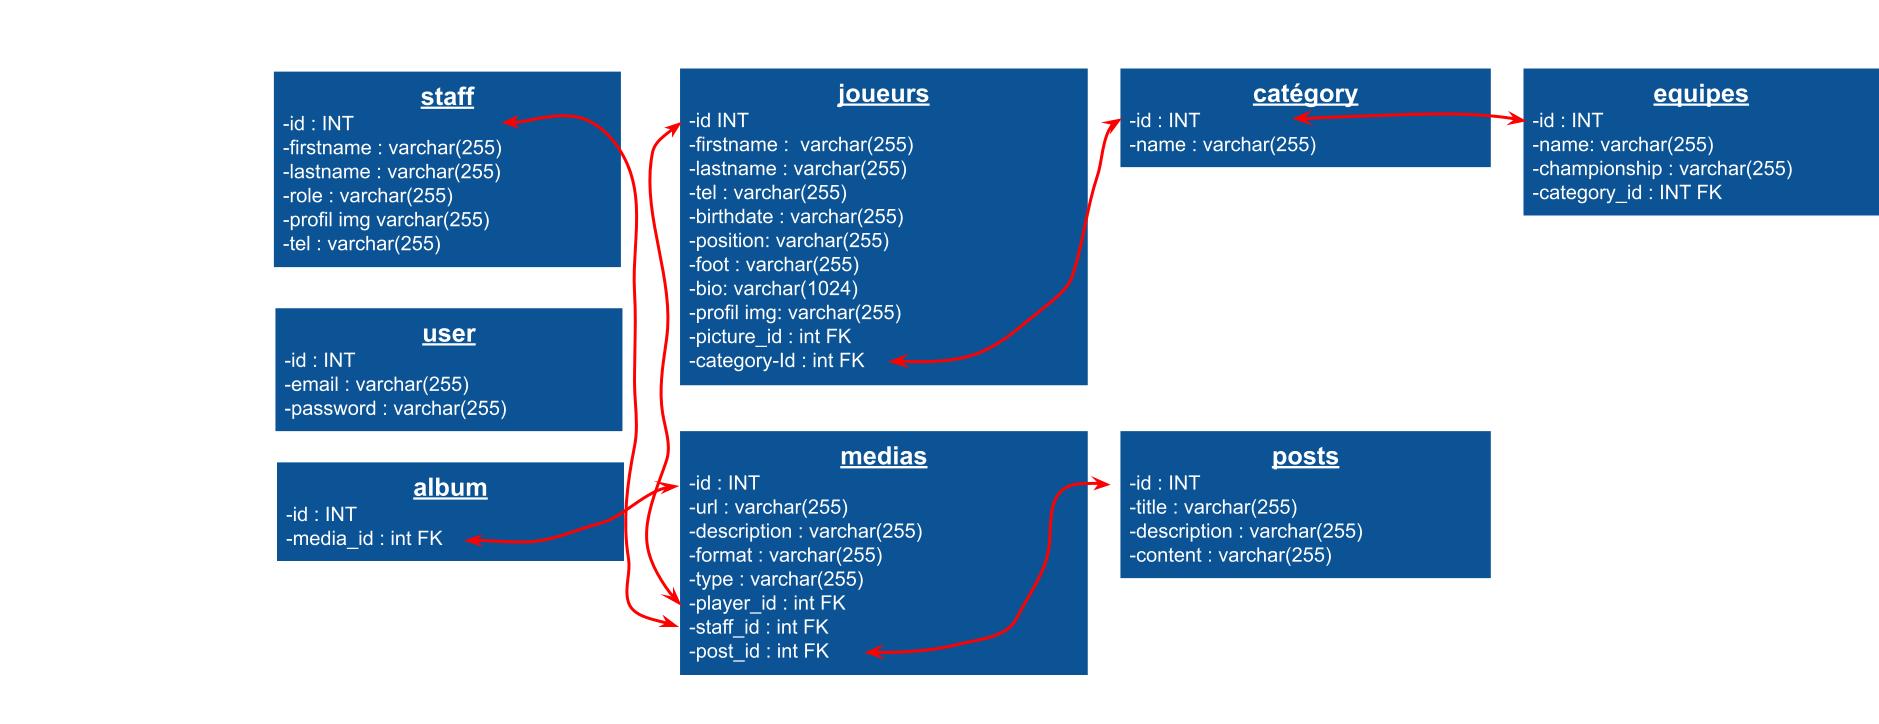 staff
-id : INT
-firstname : varchar(255)
-lastname : varchar(255)
-role : varchar(255)
-profil img varchar(255)
-tel : varchar(255)
user
-id : INT
-email : varchar(255)
-password : varchar(255)
album
-id : INT
-media_id : int FK
joueurs
-id INT
-firstname :  varchar(255)
-lastname : varchar(255)
-tel : varchar(255)
-birthdate : varchar(255)
-position: varchar(255)
-foot : varchar(255)
-bio: varchar(1024)
-profil img: varchar(255)
-picture_id : int FK
-category-Id : int FK
medias
-id : INT
-url : varchar(255)
-description : varchar(255)
-format : varchar(255)
-type : varchar(255)
-player_id : int FK
-staff_id : int FK
-post_id : int FK
catégory
-id : INT
-name : varchar(255)
posts
-id : INT
-title : varchar(255)
-description : varchar(255)
-content : varchar(255)
equipes
-id : INT
-name: varchar(255)
-championship : varchar(255)
-category_id : INT FK